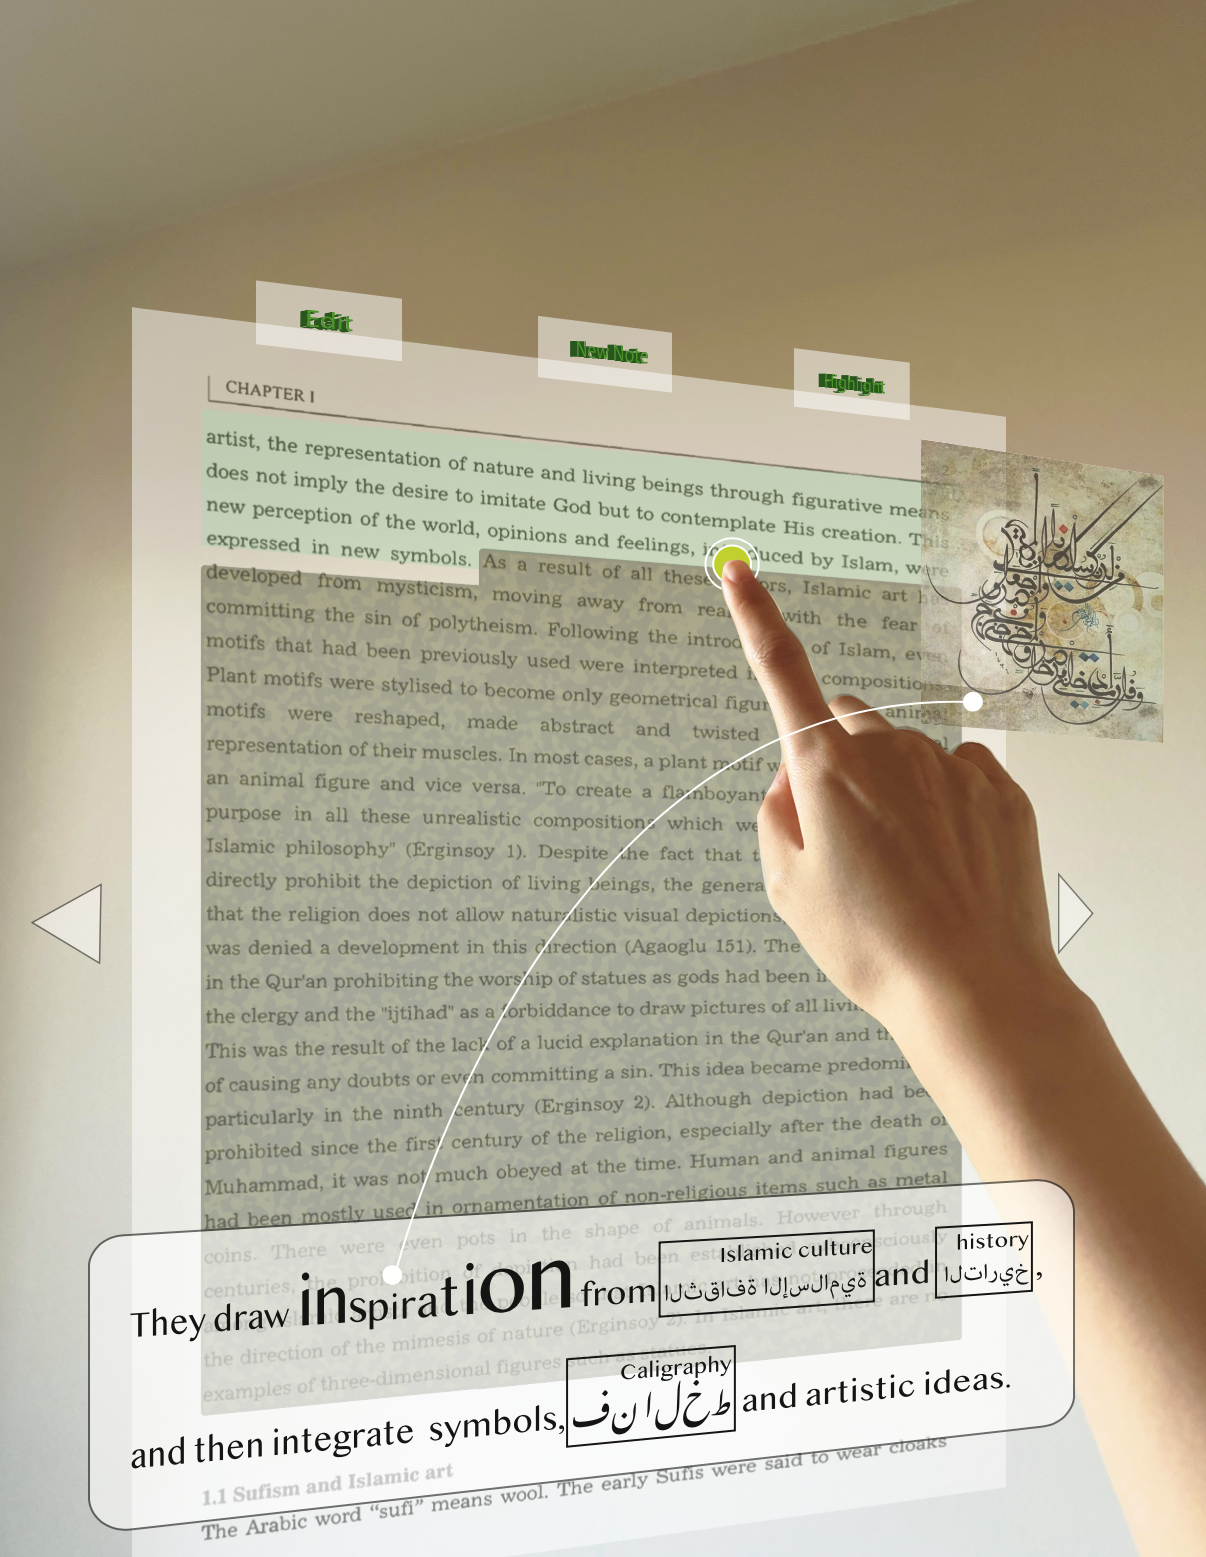 Edit
New Note
Highlight
CHAPTER I
2
artist, the representation of nature and living beings through figurative means
does not imply the desire to imitate God but to contemplate His creation. This
new perception of the world, opinions and feelings, introduced by Islam, were
expressed in new symbols. As a result of all these Islamic art
developed from mysticism, moving away from with the fear of
committing the sin of polytheism. Following the of Islam, even
motifs that had been previously used were interpreted compositions.
Plant motifs were stylised to become only geometrical animal
motifs were reshaped, made abstract and twisted
representation of their muscles. In most cases, a plant motif
an animal figure and vice versa. "To create a flamboyant
purpose in all these unrealistic compositions which
Islamic philosophy" (Erginsoy 1). Despite the fact that
directly prohibit the depiction of living beings, the
that the religion does not allow naturalistic visual depictions
was denied a development in this direction (Agaoglu 151). The
in the Qur'an prohibiting the worship of statues as gods had been
the clergy and the "ijtihad" as a forbiddance to draw pictures of all
This was the result of the lack of a lucid explanation in the Qur'an and
of causing any doubts or even committing a sin. This idea became
particularly in the ninth century (Erginsoy 2). Although depiction had been
prohibited since the first century of the religion, especially after the death of
Muhammad, it was not much obeyed at the time. Human and animal figures
had been mostly used in ornamentation of non-religious items such as metal
coins. There were even pots in the shape of animals. However through
centuries, the prohibition of depiction had been established
the direction of the mimesis of nature (Erginsoy 2). In Islamic art, there are no
examples of three-dimensional figures such as statues.
They draw inspiration from Islamic culture الثقافة الإسلامية and history التاريخ,
and then integrate symbols, Caligraphy فن الخط and artistic ideas.
1.1 Sufism and Islamic art
The Arabic word “sufi” means wool. The early Sufis were said to wear cloaks